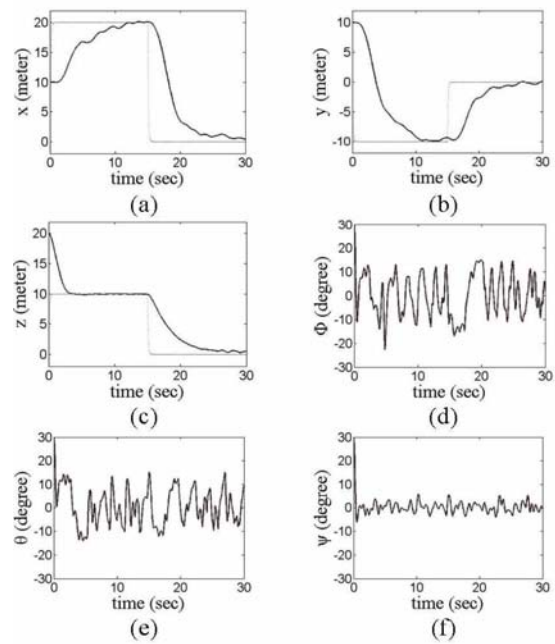 20
15
10
5
0
x (meter)
0 10 20 30
time (sec)
(a)
10
5
0
-5
-10
y (meter)
0 10 20 30
time (sec)
(b)
20
15
10
5
0
z (meter)
0 10 20 30
time (sec)
(c)
30
20
10
0
-10
-20
-30
Φ (degree)
0 10 20 30
time (sec)
(d)
30
20
10
0
-10
-20
-30
θ (degree)
0 10 20 30
time (sec)
(e)
30
20
10
0
-10
-20
-30
ψ (degree)
0 10 20 30
time (sec)
(f)